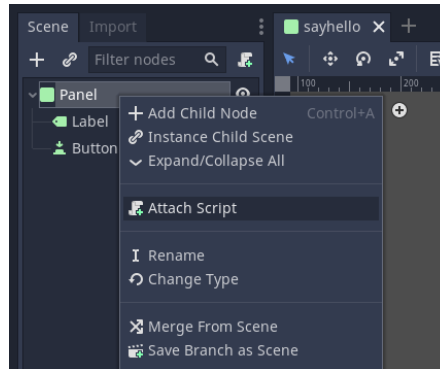 Scene Import
sayhello
Filter nodes
100 200
Panel
Label
Button
Add Child Node Control+A
Instance Child Scene
Expand/Collapse All
Attach Script
Rename
Change Type
Merge From Scene
Save Branch as Scene